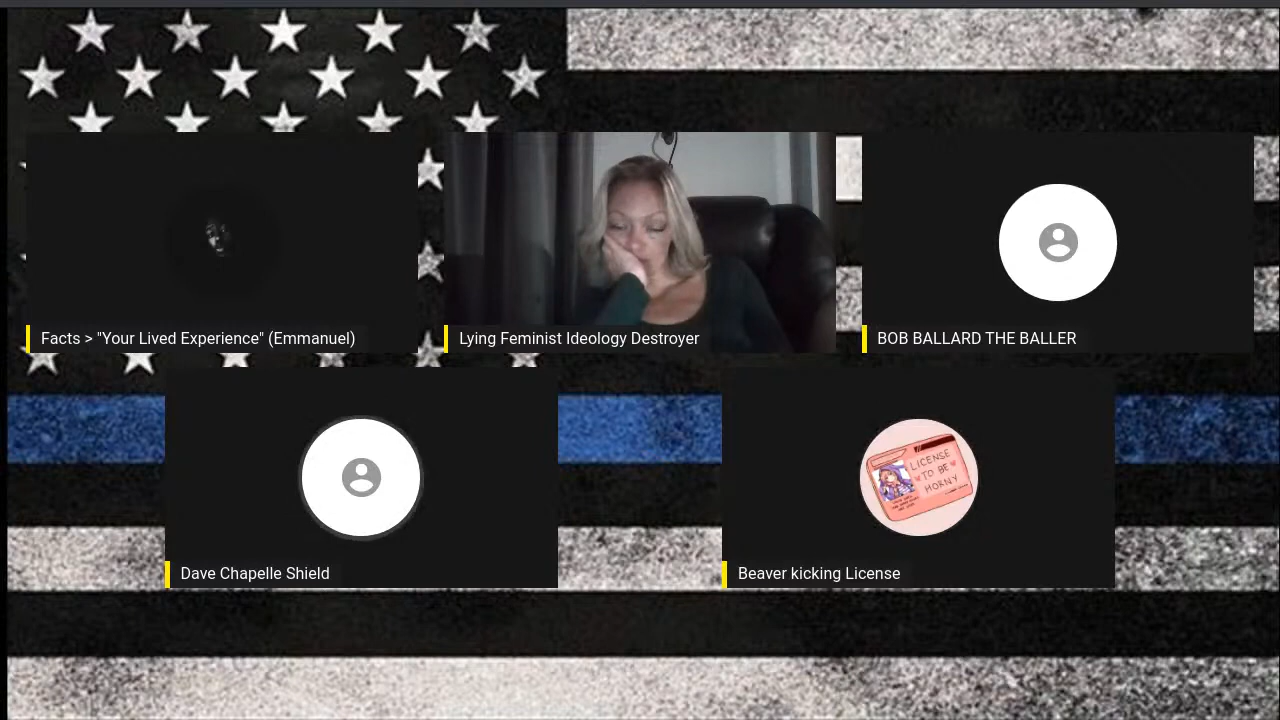 Facts > "Your Lived Experience" (Emmanuel)
Lying Feminist Ideology Destroyer
BOB BALLARD THE BALLER
Dave Chapelle Shield
LICENSE
TO BE
HORNY
Beaver kicking License